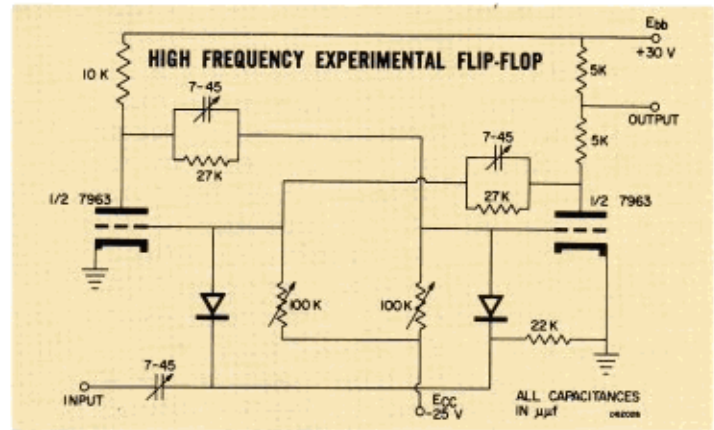 Ebb
+30 V
HIGH FREQUENCY EXPERIMENTAL FLIP-FLOP
10 K
5K
7-45
OUTPUT
7-45
5K
27K
27K
1/2 7963
1/2 7963
100K
100K
22K
7-45
INPUT
ECC
-25 V
ALL CAPACITANCES
IN µµf